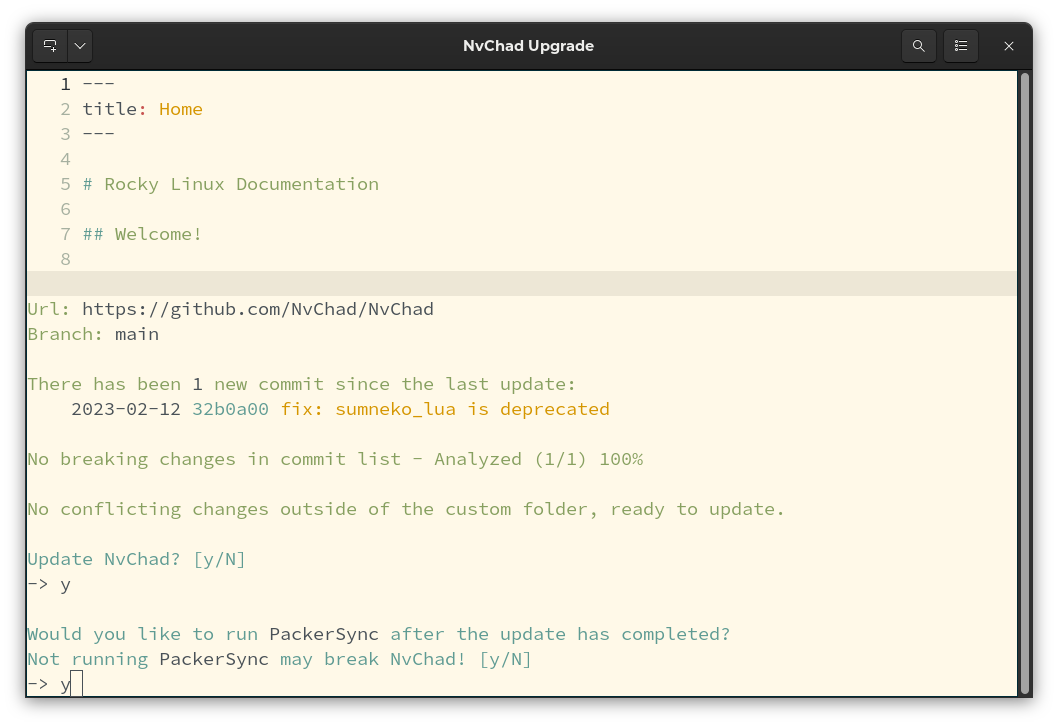 NvChad Upgrade
1 ---
2 title: Home
3 ---
4
5 # Rocky Linux Documentation
6
7 ## Welcome!
8
Url: https://github.com/NvChad/NvChad
Branch: main
There has been 1 new commit since the last update:
2023-02-12 32b0a00 fix: sumneko_lua is deprecated
No breaking changes in commit list - Analyzed (1/1) 100%
No conflicting changes outside of the custom folder, ready to update.
Update NvChad? [y/N]
-> y
Would you like to run PackerSync after the update has completed?
Not running PackerSync may break NvChad! [y/N]
-> y